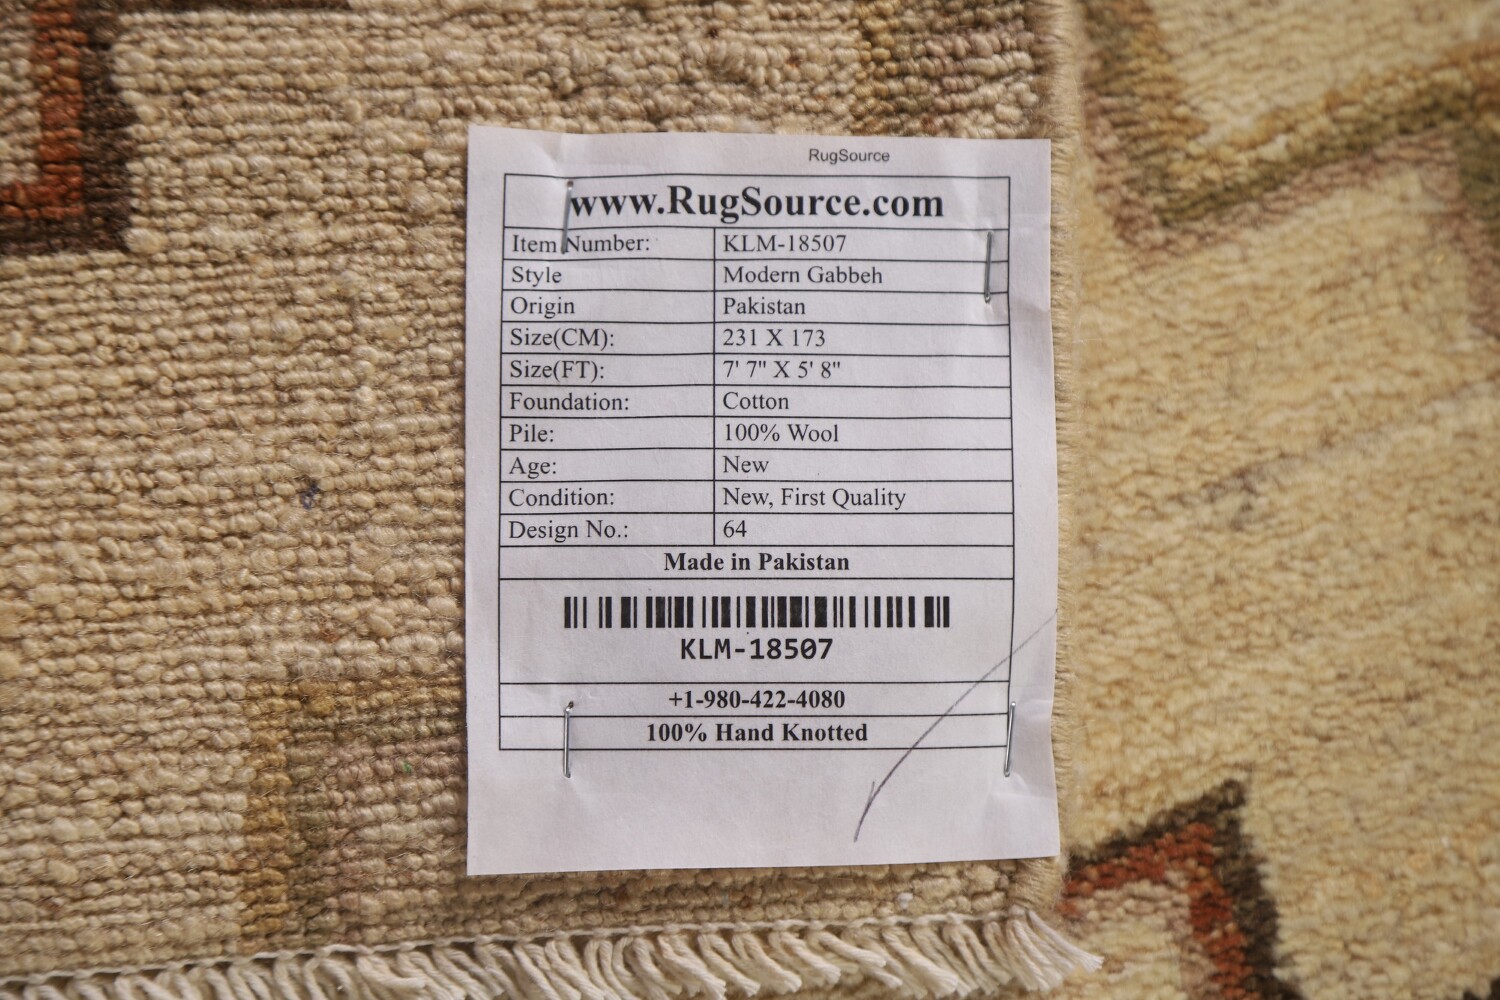 RugSource
www.RugSource.com
Item Number: KLM-18507
Style Modern Gabbeh
Origin Pakistan
Size(CM): 231 X 173
Size(FT): 7' 7" X 5' 8"
Foundation: Cotton
Pile: 100% Wool
Age: New
Condition: New, First Quality
Design No.: 64
Made in Pakistan
KLM-18507
+1-980-422-4080
100% Hand Knotted